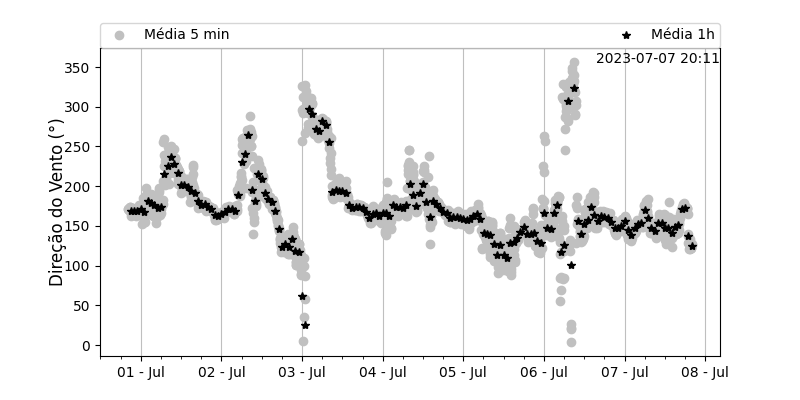 Média 5 min
Média 1h
2023-07-07 20:11
Direção do Vento (°)
350
300
250
200
150
100
50
0
01 - Jul
02 - Jul
03 - Jul
04 - Jul
05 - Jul
06 - Jul
07 - Jul
08 - Jul